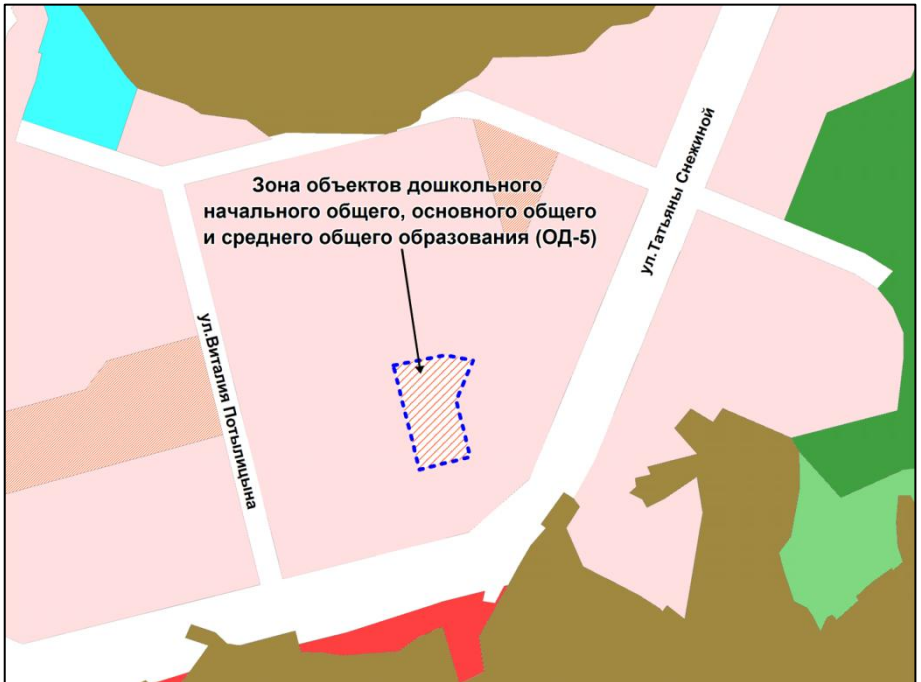 Зона объектов дошкольного
начального общего, основного общего
и среднего общего образования (ОД-5)
ул.Татьяны Снежиной
ул.Виталия Потылицына